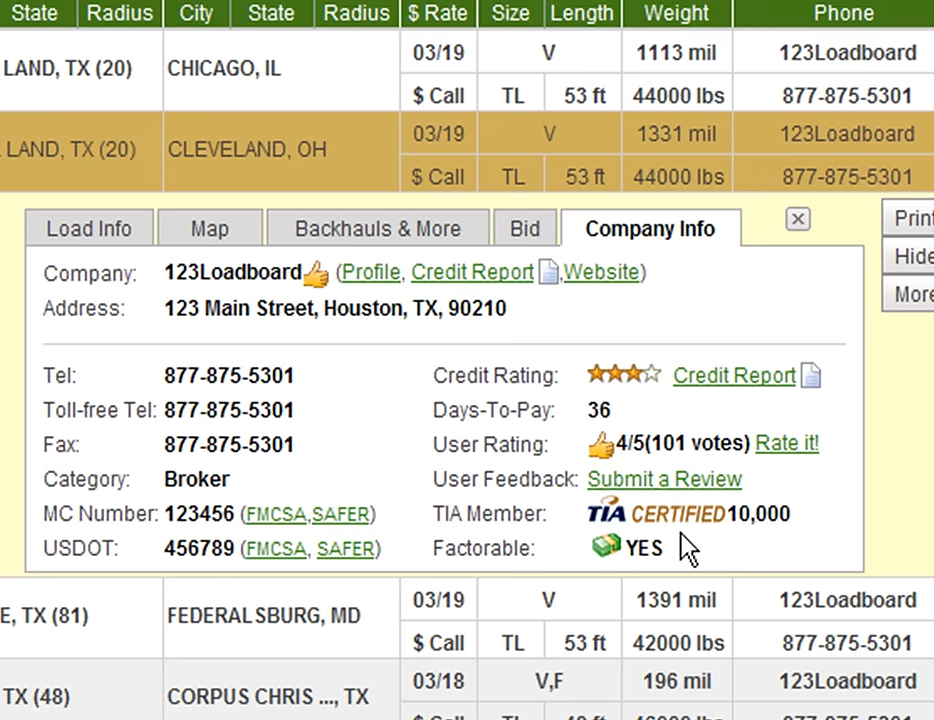 State Radius City State Radius $ Rate Size Length Weight Phone
LAND, TX (20) CHICAGO, IL 03/19 V 1113 mil 123Loadboard
$ Call TL 53 ft 44000 lbs 877-875-5301
LAND, TX (20) CLEVELAND, OH 03/19 V 1331 mil 123Loadboard
$ Call TL 53 ft 44000 lbs 877-875-5301
Load Info Map Backhauls & More Bid Company Info Print
Company: 123Loadboard (Profile, Credit Report ,Website) Hide
Address: 123 Main Street, Houston, TX, 90210 More
Tel: 877-875-5301 Credit Rating: Credit Report
Toll-free Tel: 877-875-5301 Days-To-Pay: 36
Fax: 877-875-5301 User Rating: 4/5(101 votes) Rate it!
Category: Broker User Feedback: Submit a Review
MC Number: 123456 (FMCSA,SAFER) TIA Member: TIA CERTIFIED 10,000
USDOT: 456789 (FMCSA, SAFER) Factorable: YES
E, TX (81) FEDERALSBURG, MD 03/19 V 1391 mil 123Loadboard
$ Call TL 53 ft 42000 lbs 877-875-5301
TX (48) CORPUS CHRIS ..., TX 03/18 V,F 196 mil 123Loadboard